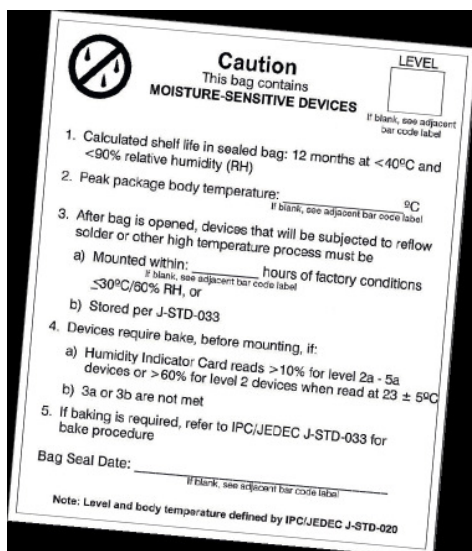 Caution
LEVEL
This bag contains
MOISTURE-SENSITIVE DEVICES
If blank, see adjacent
bar code label
1. Calculated shelf life in sealed bag: 12 months at <40ºC and
<90% relative humidity (RH)
2. Peak package body temperature: ºC
If blank, see adjacent bar code label
3. After bag is opened, devices that will be subjected to reflow
solder or other high temperature process must be
a) Mounted within: hours of factory conditions
If blank, see adjacent bar code label
≤30ºC/60% RH, or
b) Stored per J-STD-033
4. Devices require bake, before mounting, if:
a) Humidity Indicator Card reads >10% for level 2a - 5a
devices or >60% for level 2 devices when read at 23 ± 5ºC
b) 3a or 3b are not met
5. If baking is required, refer to IPC/JEDEC J-STD-033 for
bake procedure
Bag Seal Date:
If blank, see adjacent bar code label
Note: Level and body temperature defined by IPC/JEDEC J-STD-020